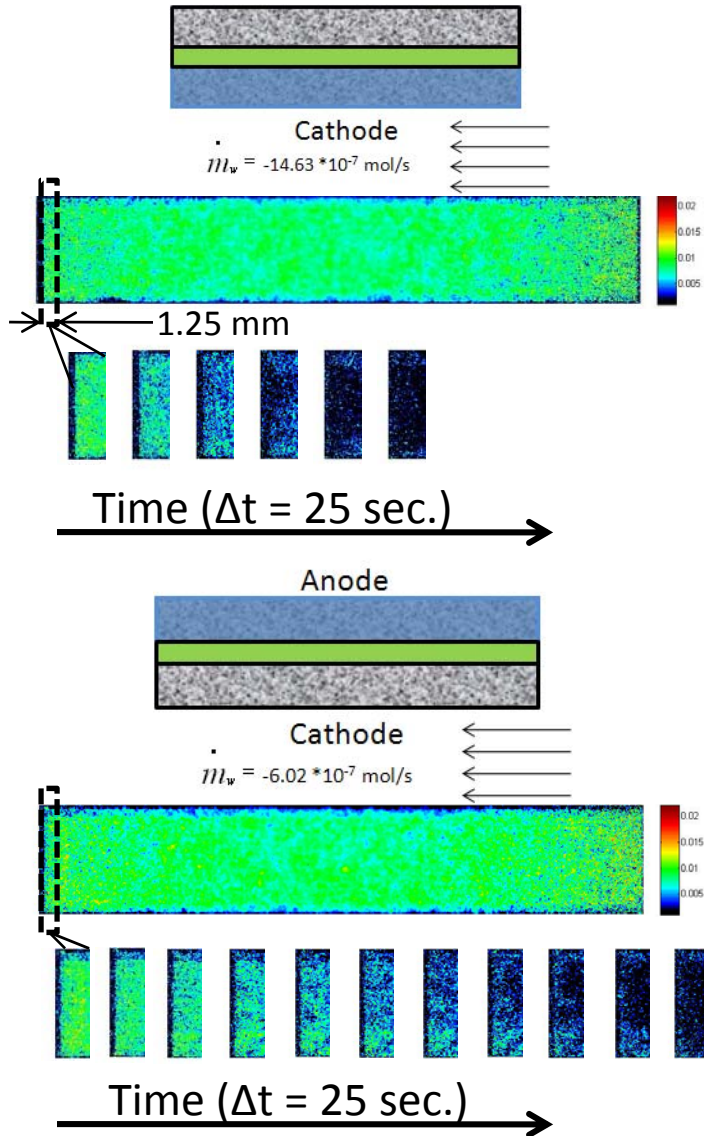 Cathode
ṁw = -14.63 *10-7 mol/s
0.02
0.015
0.01
0.005
1.25 mm
Time (Δt = 25 sec.)
Anode
Cathode
ṁw = -6.02 *10-7 mol/s
0.02
0.015
0.01
0.005
Time (Δt = 25 sec.)